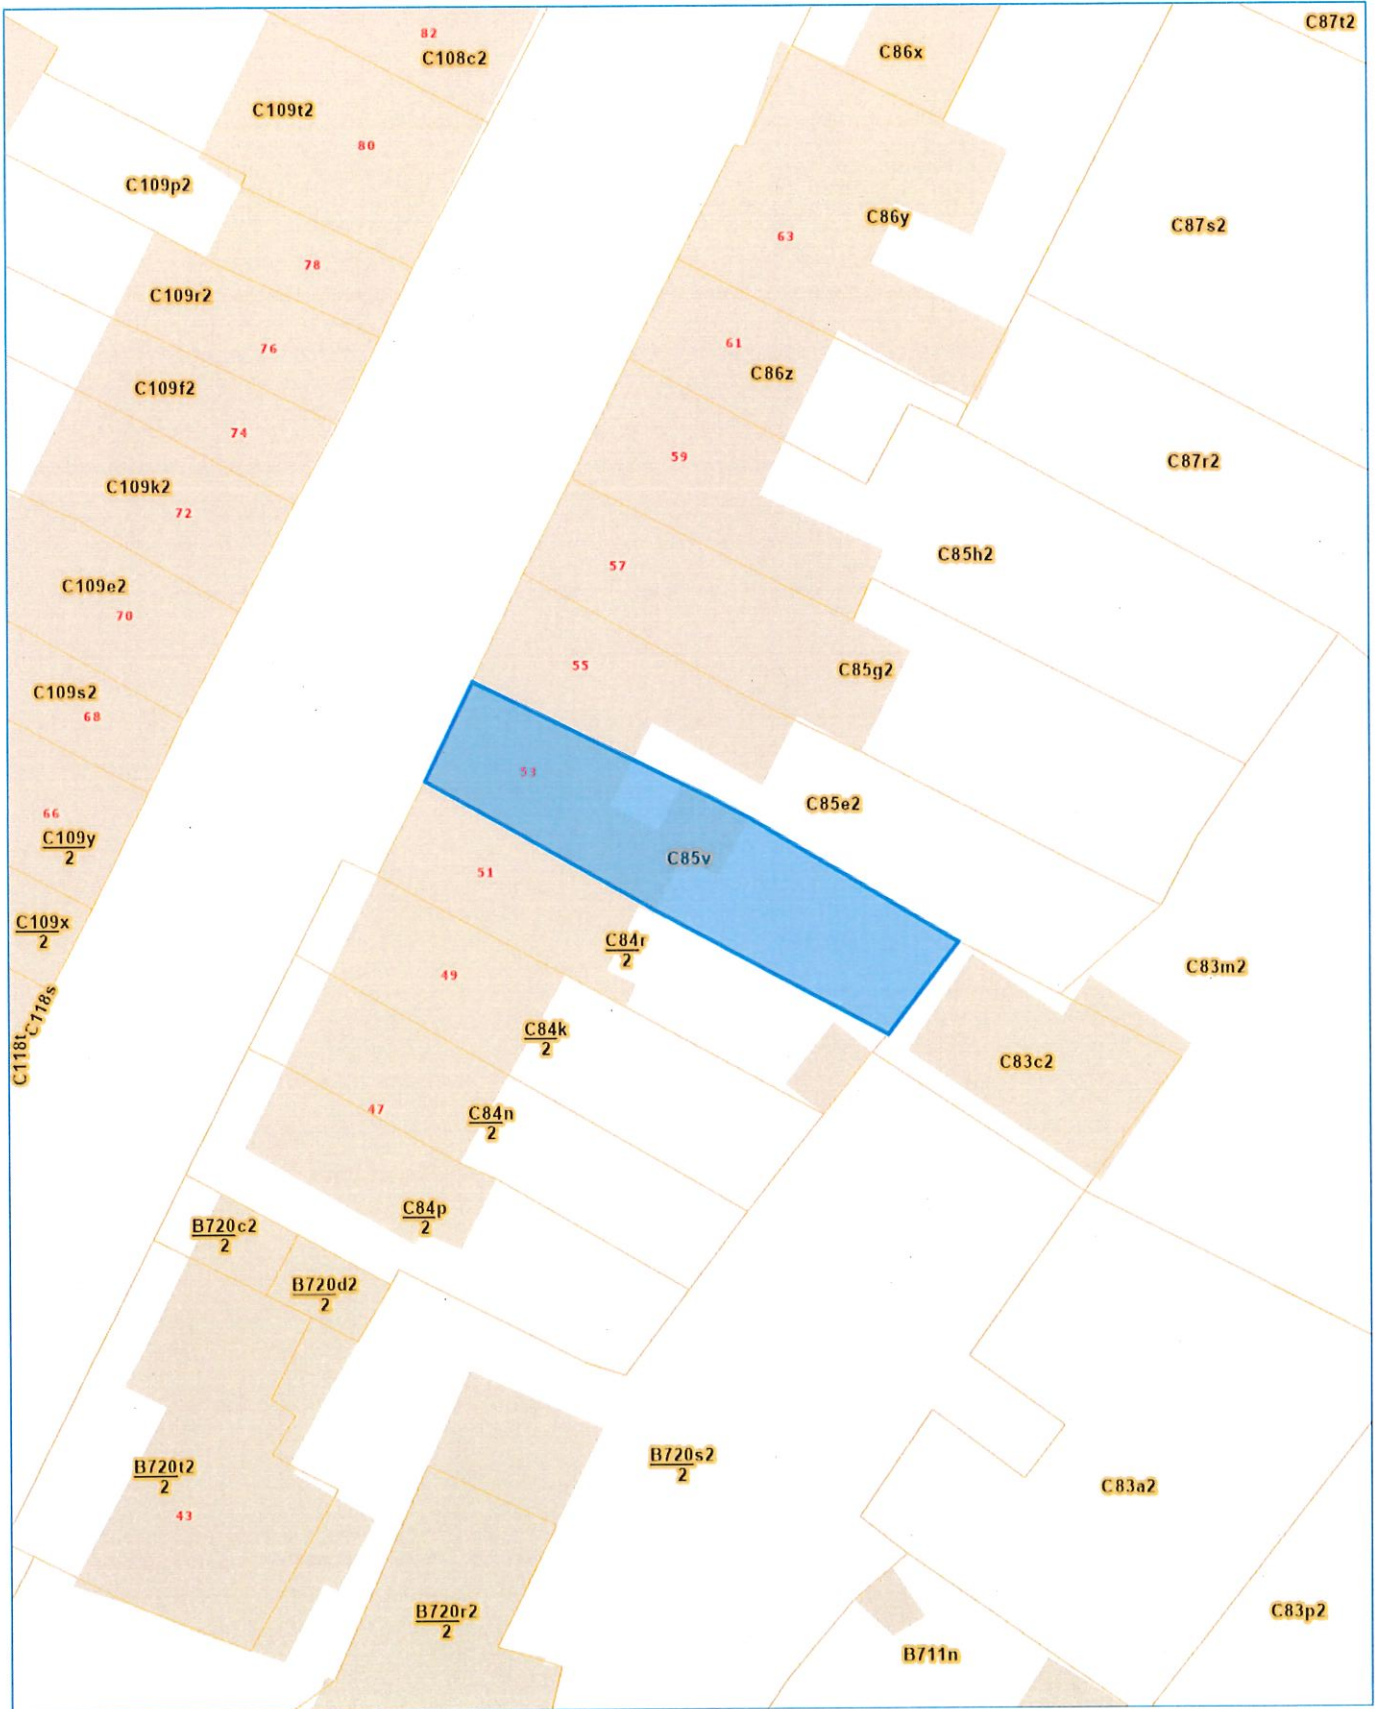 C87t2
82
C86x
C108c2
C109t2
80
C109p2
C86y
C87s2
63
78
C109r2
61
76
C86z
C109f2
74
59
C87r2
C109k2
72
C85h2
57
C109e2
70
55
C85g2
C109s2
68
53
C85e2
66
C109y
2
C85v
51
C109x
2
C84r
2
C83m2
49
C118s
C118t
C84k
2
C83c2
47
C84n
2
C84p
2
B720c2
2
B720d2
2
B720s2
2
B720t2
2
C83a2
43
B720r2
2
C83p2
B711n